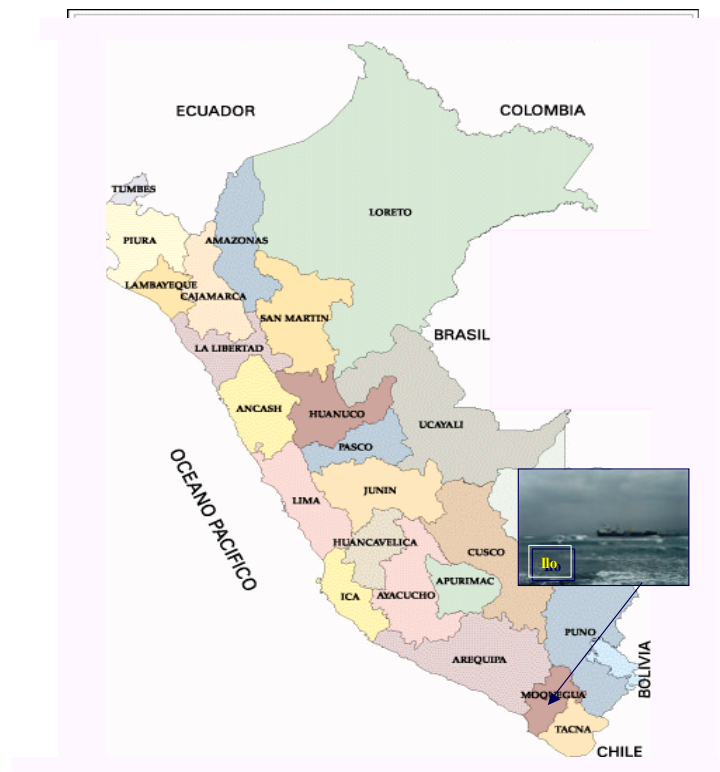 ECUADOR
COLOMBIA
TUMBES
LORETO
PIURA
AMAZONAS
LAMBAYEQUE
CAJAMARCA
SAN MARTIN
BRASIL
LA LIBERTAD
ANCASH
HUANUCO
UCAYALI
PASCO
OCEANO PACIFICO
JUNIN
LIMA
HUANCAVELICA
CUSCO
Ilo
APURIMAC
ICA
AYACUCHO
PUNO
AREQUIPA
BOLIVIA
MOQUEGUA
TACNA
CHILE